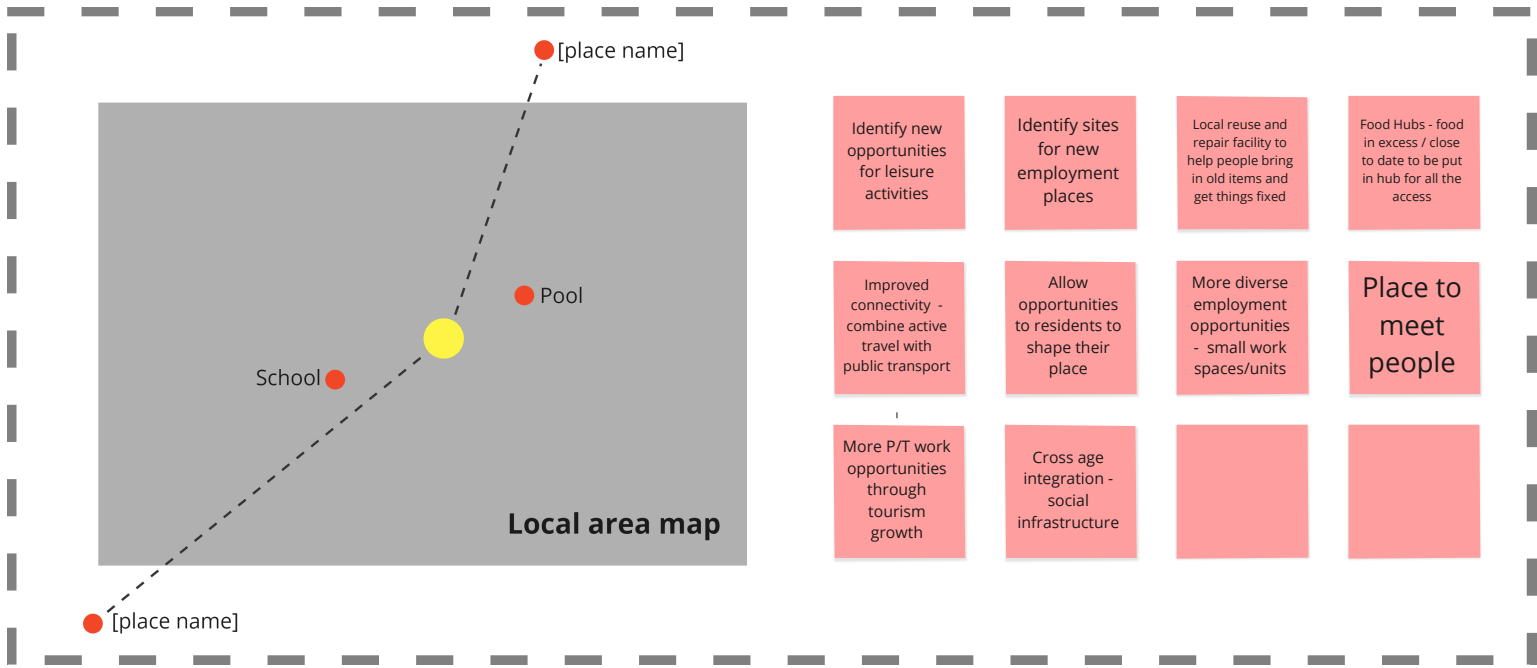 [place name]
Pool
School
Local area map
[place name]
Identify new
opportunities
for leisure
activities
Identify sites
for new
employment
places
Local reuse and
repair facility to
help people bring
in old items and
get things fixed
Food Hubs - food
in excess / close
to date to be put
in hub for all the
access
Improved
connectivity  -
combine active
travel with
public transport
Allow
opportunities
to residents to
shape their
place
More diverse
employment
opportunities
-  small work
spaces/units
Place to
meet
people
More P/T work
opportunities
through
tourism
growth
Cross age
integration -
social
infrastructure